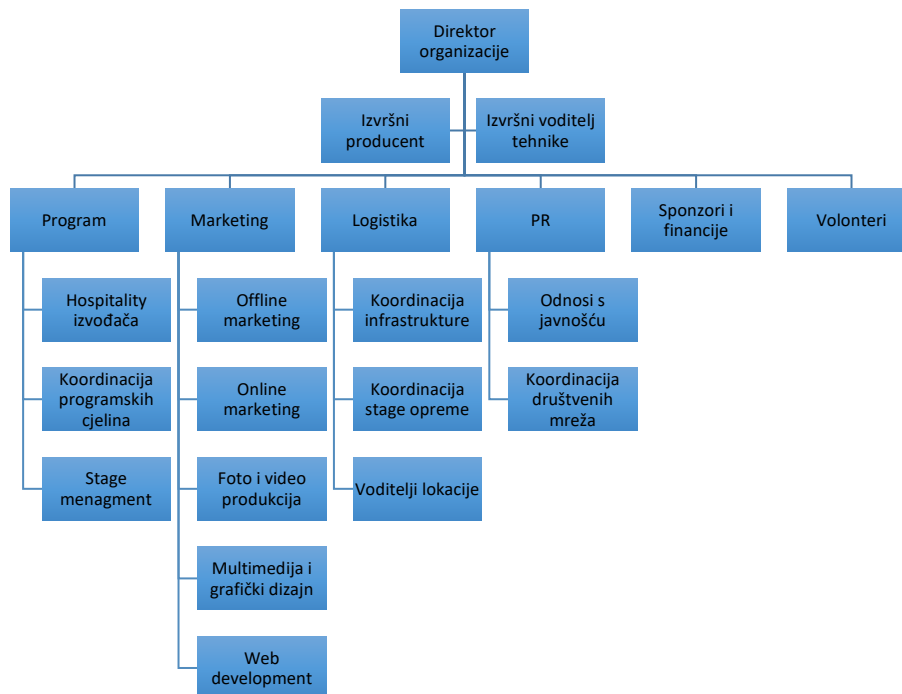 Direktor
organizacije
Izvršni
producent
Izvršni voditelj
tehnike
Program
Marketing
Logistika
PR
Sponzori i
financije
Volonteri
Hospitality
izvođača
Koordinacija
programskih
cjelina
Stage
menagment
Offline
marketing
Online
marketing
Foto i video
produkcija
Multimedija i
grafički dizajn
Web
development
Koordinacija
infrastrukture
Koordinacija
stage opreme
Voditelji lokacije
Odnosi s
javnošću
Koordinacija
društvenih
mreža